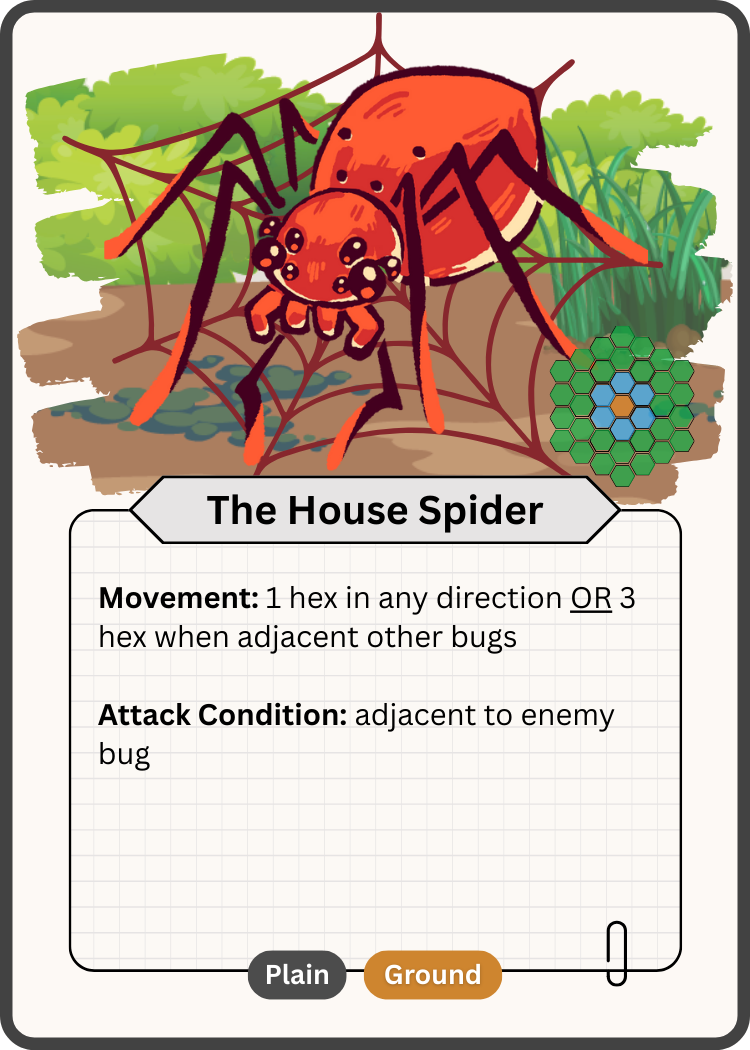 The House Spider
Movement: 1 hex in any direction OR 3
hex when adjacent other bugs
Attack Condition: adjacent to enemy
bug
Plain
Ground